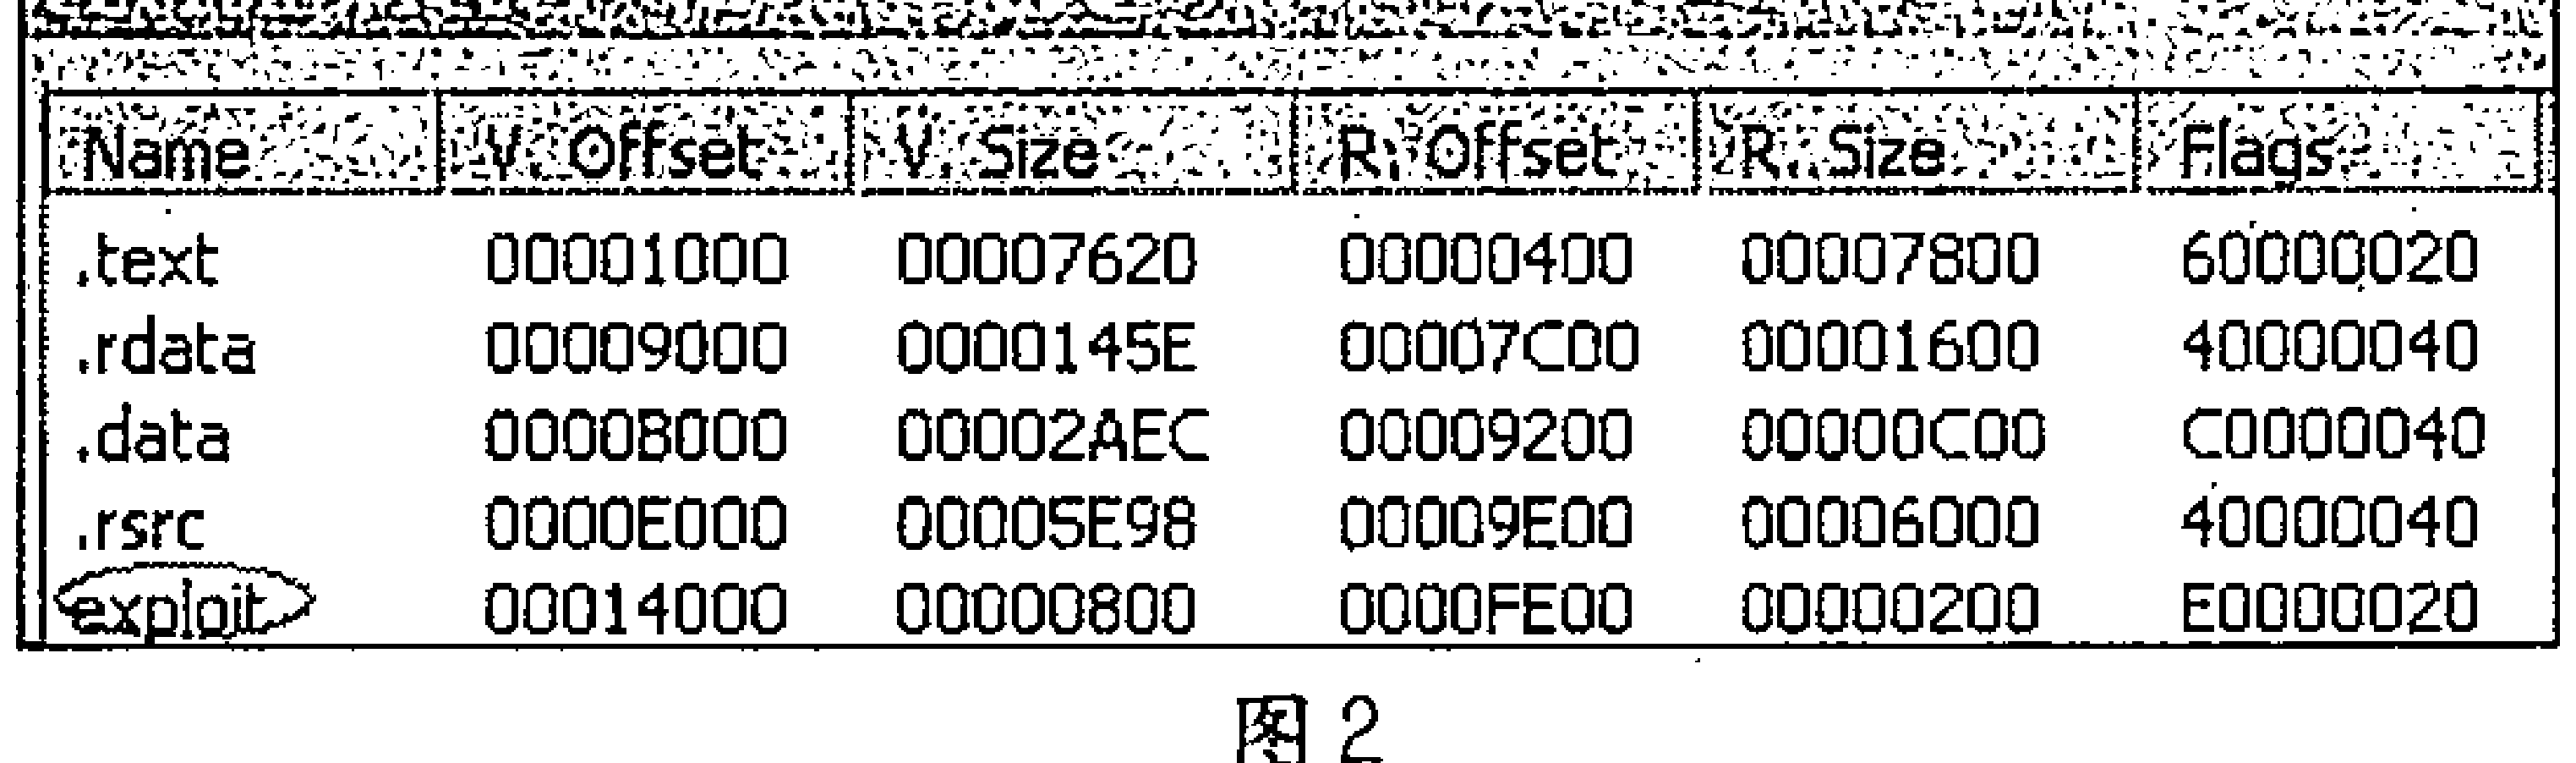 Name V. Offset V. Size R. Offset R. Size Flags
.text 00001000 00007620 00000400 00007800 60000020
.rdata 00009000 0000145E 00007C00 00001600 40000040
.data 0000B000 00002AEC 00009200 00000C00 C0000040
.rsrc 0000E000 00005E98 00009E00 00006000 40000040
exploit 00014000 00000800 0000FE00 00000200 E0000020
图 2